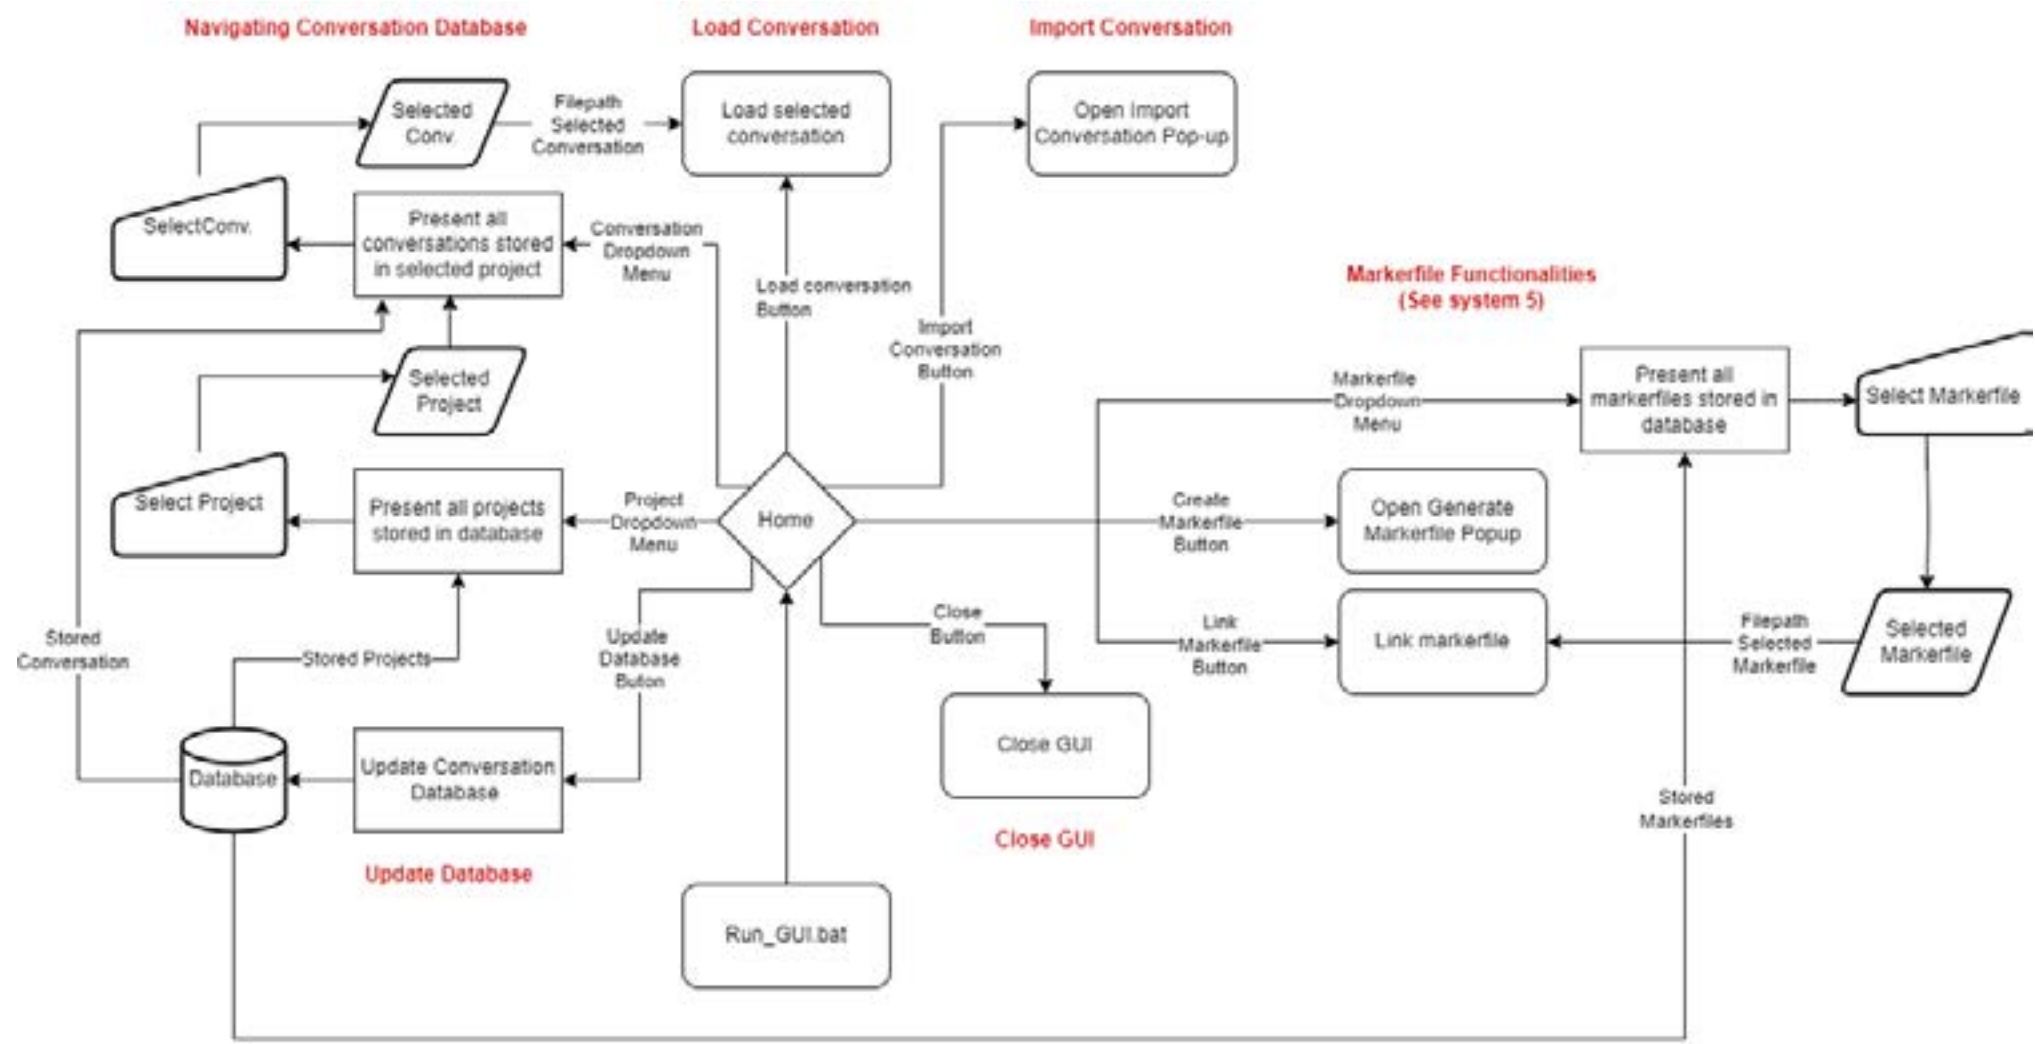 Navigating Conversation Database
Load Conversation
Import Conversation
Selected
Conv.
Filepath
Selected
Conversation
Load selected
conversation
Open Import
Conversation Pop-up
SelectConv.
Present all
conversations stored
in selected project
Conversation
Dropdown
Menu
Load conversation
Button
Import
Conversation
Button
Markerfile Functionalities
(See system 5)
Selected
Project
Markerfile
Dropdown
Menu
Present all
markerfiles stored in
database
Select Markerfile
Select Project
Present all projects
stored in database
Project
Dropdown
Menu
Home
Create
Markerfile
Button
Open Generate
Markerfile Popup
Stored
Conversation
Stored Projects
Update
Database
Buton
Close
Button
Link
Markerfile
Button
Link markerfile
Filepath
Selected
Markerfile
Selected
Markerfile
Database
Update Conversation
Database
Close GUI
Stored
Markerfiles
Close GUI
Update Database
Run_GUI.bat